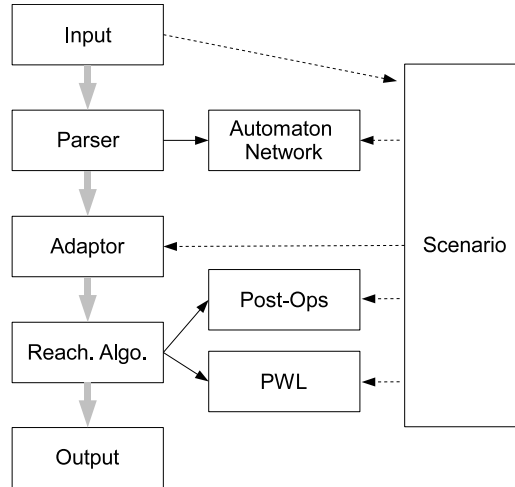 Input
Parser
Automaton
Network
Adaptor
Scenario
Post-Ops
Reach. Algo.
PWL
Output